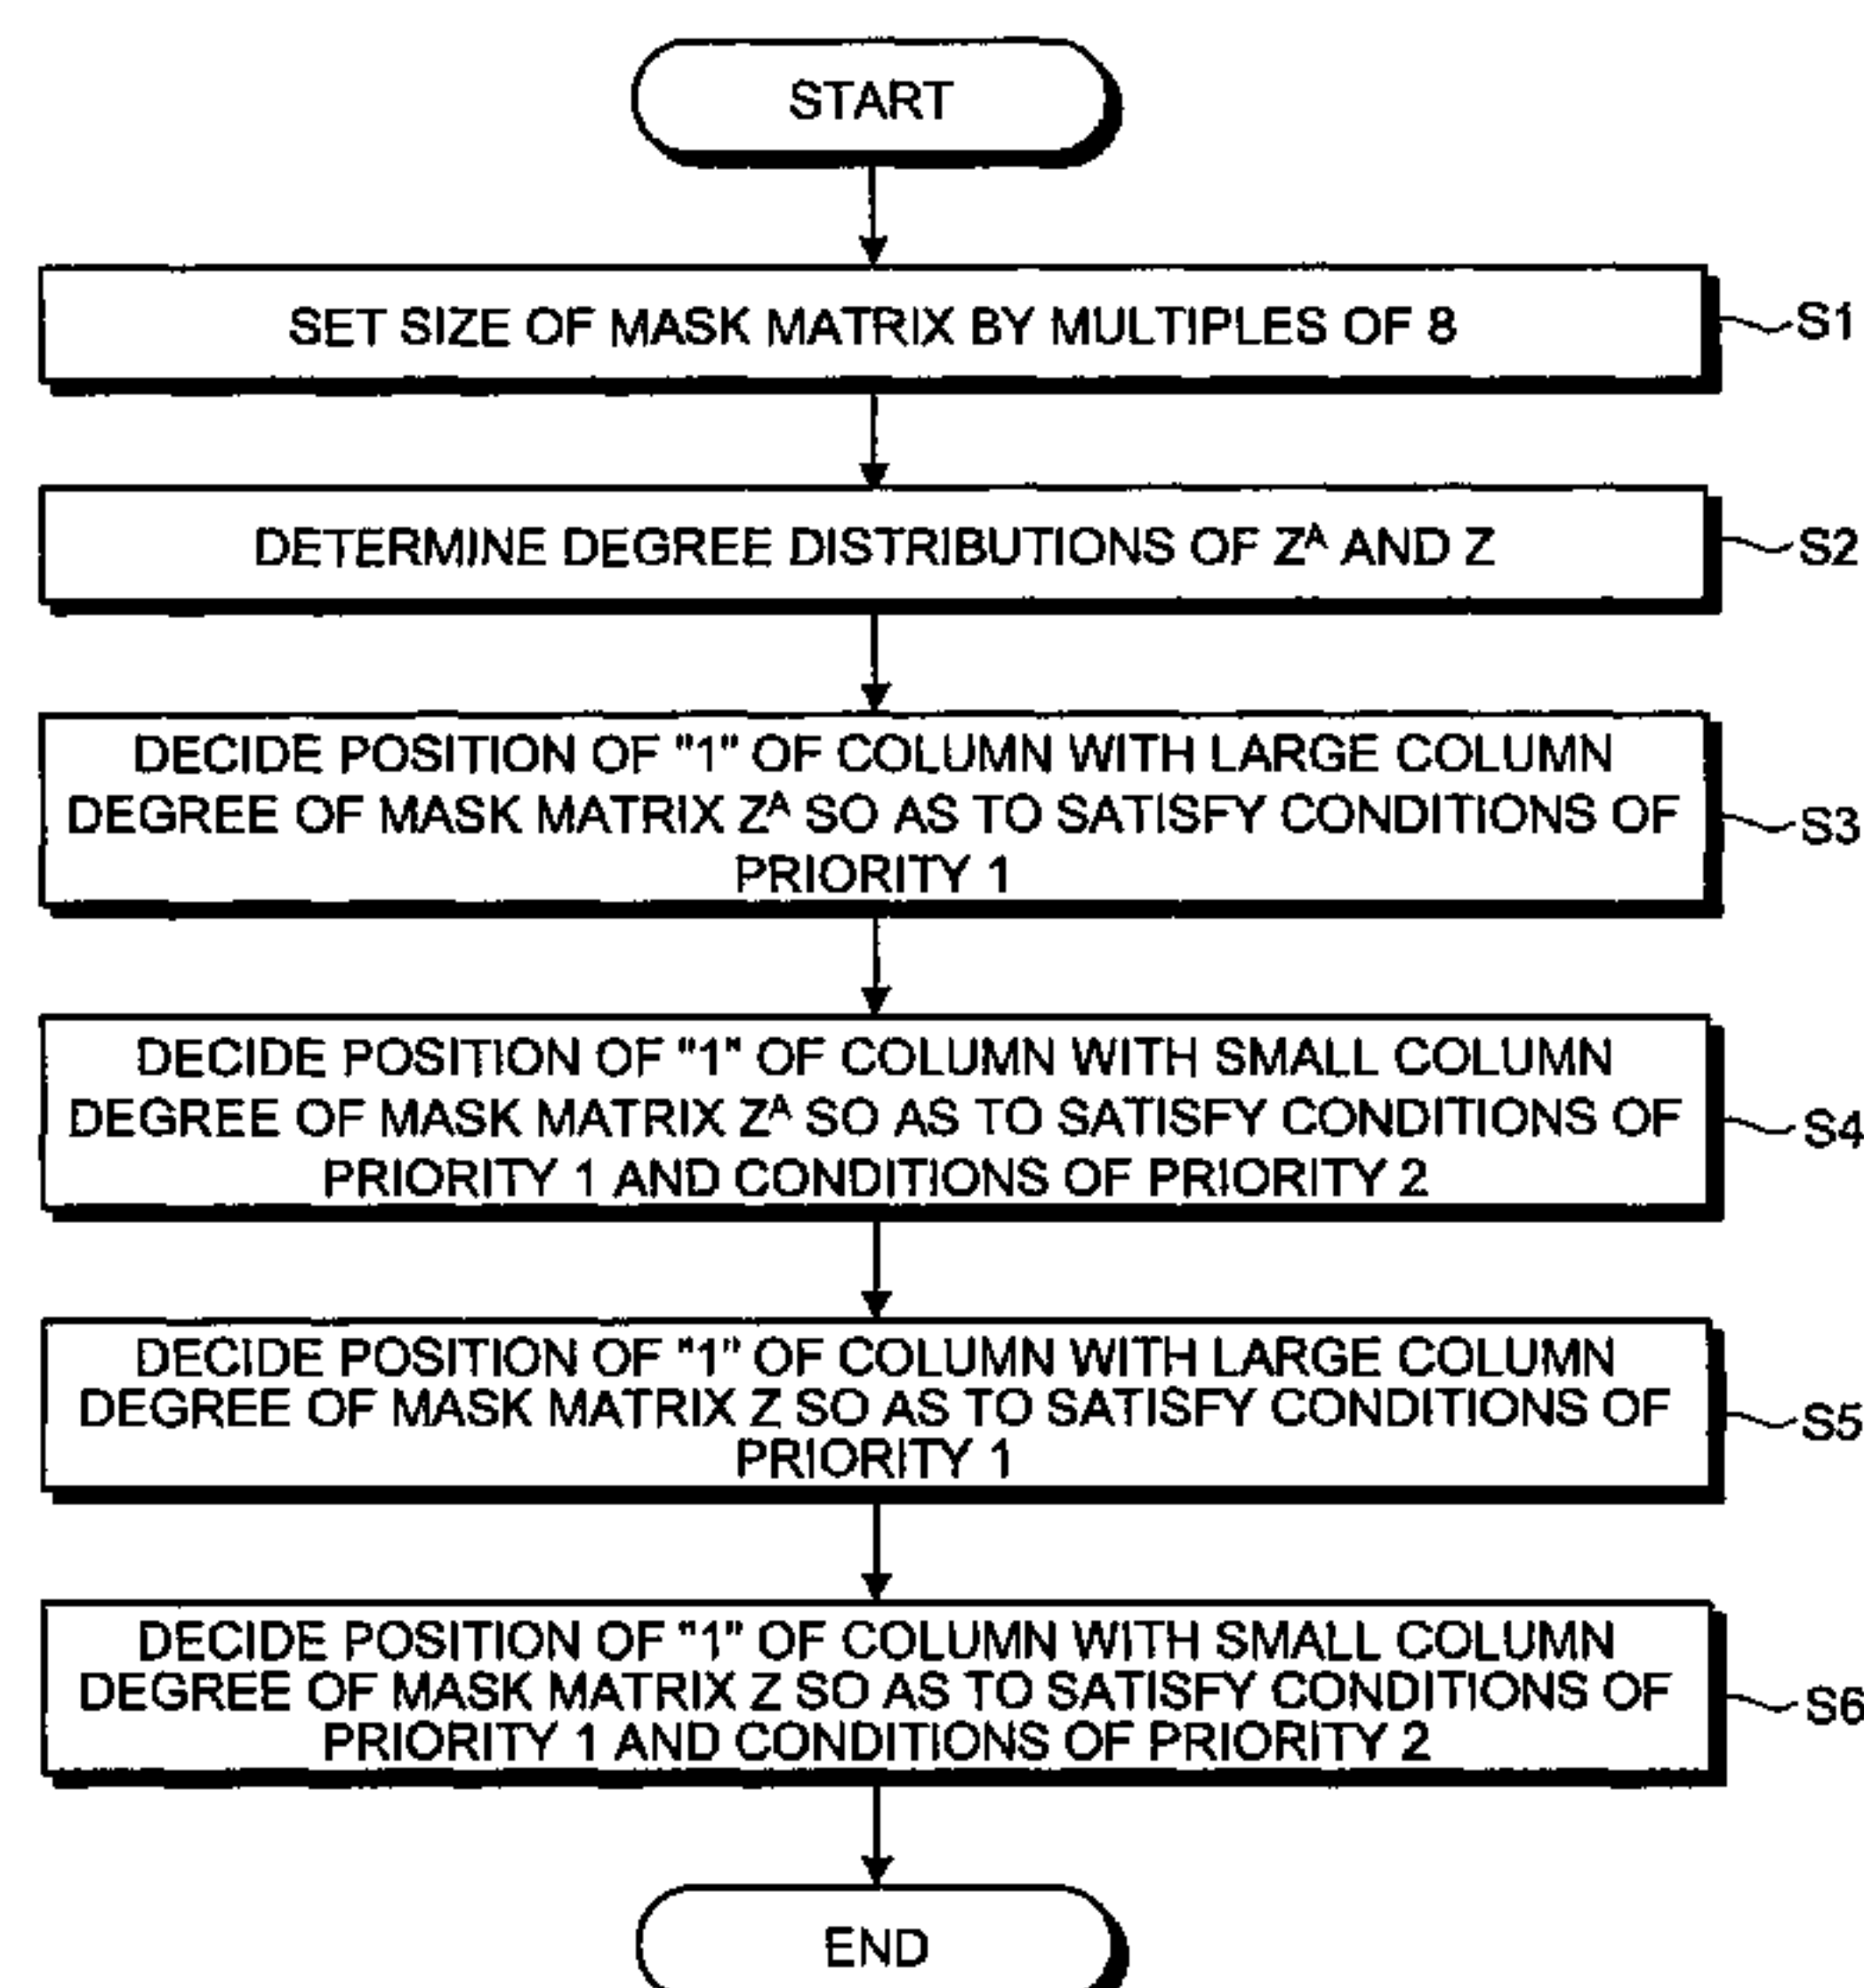 START
SET SIZE OF MASK MATRIX BY MULTIPLES OF 8
S1
DETERMINE DEGREE DISTRIBUTIONS OF Zᴬ AND Z
S2
DECIDE POSITION OF "1" OF COLUMN WITH LARGE COLUMN
DEGREE OF MASK MATRIX Zᴬ SO AS TO SATISFY CONDITIONS OF
PRIORITY 1
S3
DECIDE POSITION OF "1" OF COLUMN WITH SMALL COLUMN
DEGREE OF MASK MATRIX Zᴬ SO AS TO SATISFY CONDITIONS OF
PRIORITY 1 AND CONDITIONS OF PRIORITY 2
S4
DECIDE POSITION OF "1" OF COLUMN WITH LARGE COLUMN
DEGREE OF MASK MATRIX Z SO AS TO SATISFY CONDITIONS OF
PRIORITY 1
S5
DECIDE POSITION OF "1" OF COLUMN WITH SMALL COLUMN
DEGREE OF MASK MATRIX Z SO AS TO SATISFY CONDITIONS OF
PRIORITY 1 AND CONDITIONS OF PRIORITY 2
S6
END